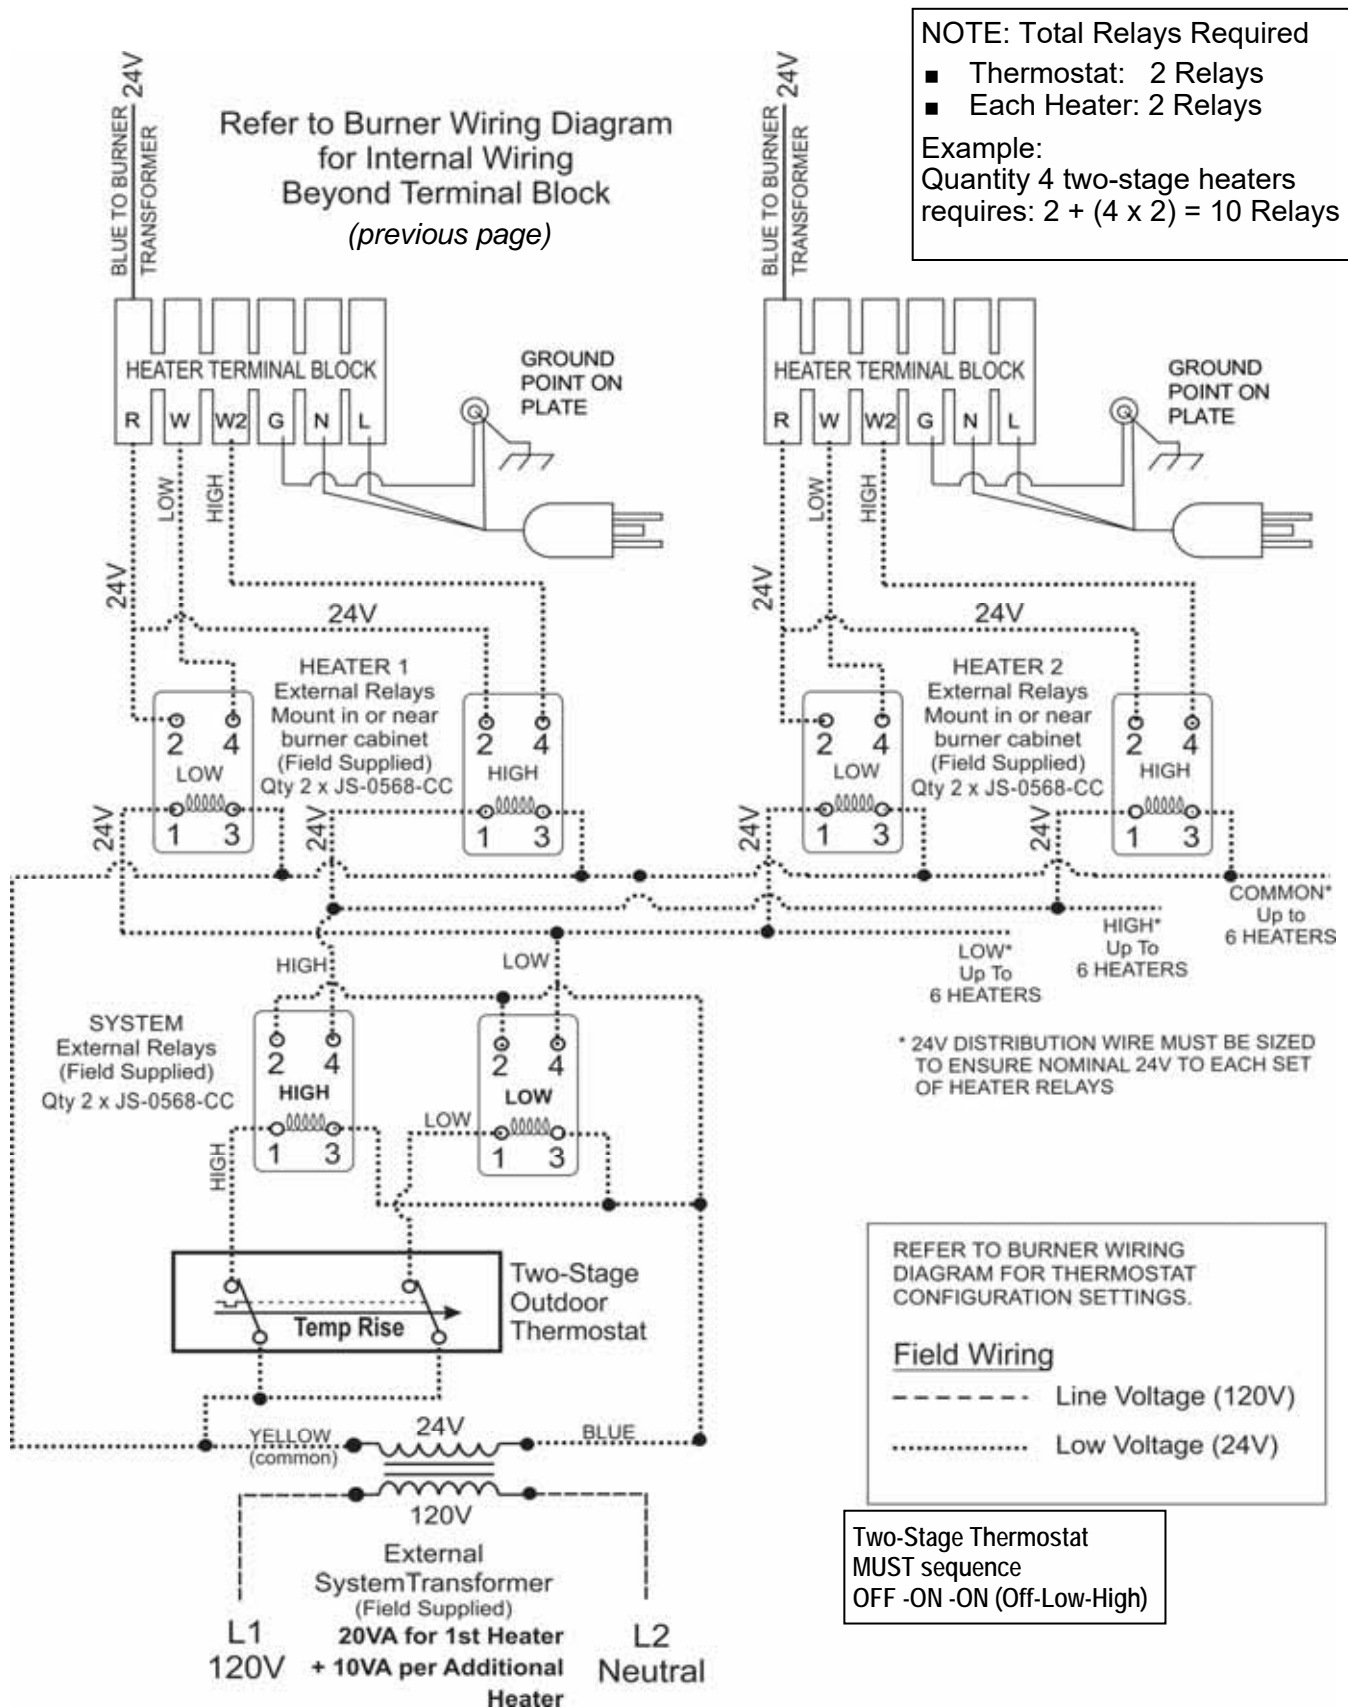 NOTE: Total Relays Required
■ Thermostat: 2 Relays
■ Each Heater: 2 Relays
Example:
Quantity 4 two-stage heaters
requires: 2 + (4 x 2) = 10 Relays
24V
BLUE TO BURNER
TRANSFORMER
Refer to Burner Wiring Diagram
for Internal Wiring
Beyond Terminal Block
(previous page)
24V
BLUE TO BURNER
TRANSFORMER
HEATER TERMINAL BLOCK
R W W2 G N L
GROUND
POINT ON
PLATE
HEATER TERMINAL BLOCK
R W W2 G N L
GROUND
POINT ON
PLATE
LOW
HIGH
24V
24V
LOW
HIGH
24V
24V
HEATER 1
External Relays
Mount in or near
burner cabinet
(Field Supplied)
Qty 2 x JS-0568-CC
2 4
LOW
1 3
2 4
HIGH
1 3
24V
24V
HEATER 2
External Relays
Mount in or near
burner cabinet
(Field Supplied)
Qty 2 x JS-0568-CC
2 4
LOW
1 3
2 4
HIGH
1 3
24V
24V
COMMON*
Up to
6 HEATERS
HIGH*
Up To
6 HEATERS
LOW*
Up To
6 HEATERS
HIGH
LOW
SYSTEM
External Relays
(Field Supplied)
Qty 2 x JS-0568-CC
2 4
HIGH
1 3
2 4
LOW
1 3
HIGH
LOW
* 24V DISTRIBUTION WIRE MUST BE SIZED
TO ENSURE NOMINAL 24V TO EACH SET
OF HEATER RELAYS
Temp Rise
Two-Stage
Outdoor
Thermostat
REFER TO BURNER WIRING
DIAGRAM FOR THERMOSTAT
CONFIGURATION SETTINGS.
Field Wiring
Line Voltage (120V)
Low Voltage (24V)
YELLOW
(common)
24V
BLUE
120V
External
SystemTransformer
(Field Supplied)
20VA for 1st Heater
+ 10VA per Additional
Heater
L1
120V
L2
Neutral
Two-Stage Thermostat
MUST sequence
OFF -ON -ON (Off-Low-High)